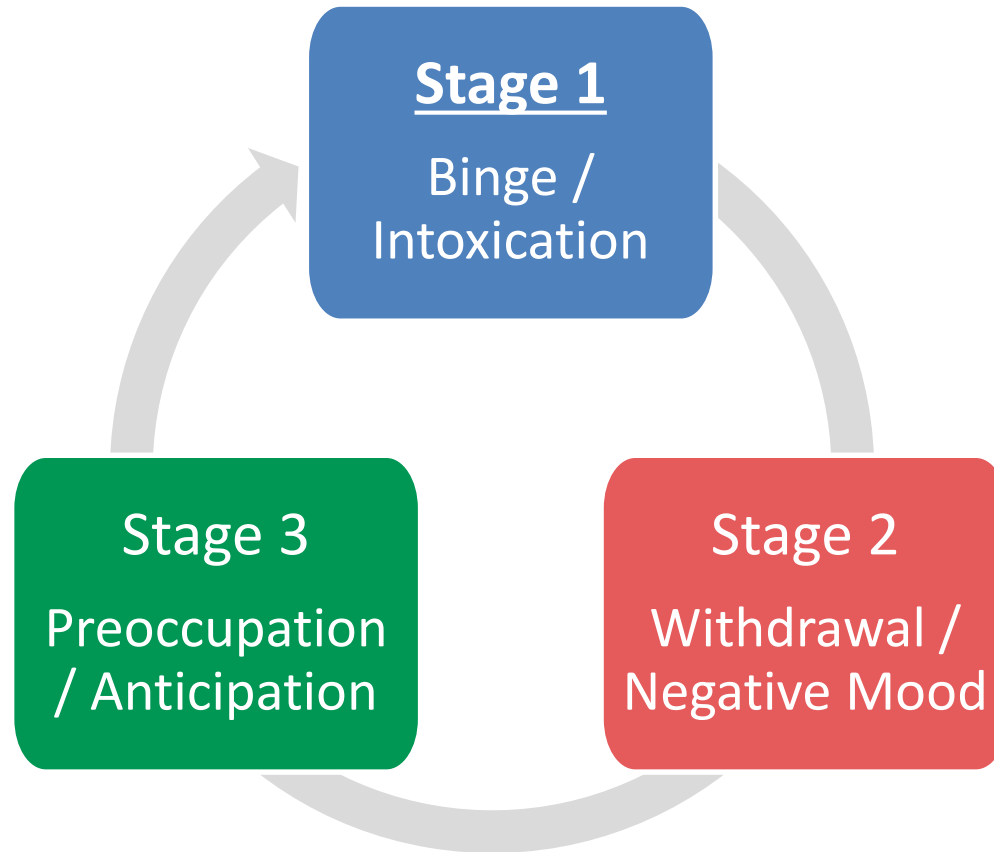 Stage 1
Binge /
Intoxication
Stage 3
Preoccupation
/ Anticipation
Stage 2
Withdrawal /
Negative Mood